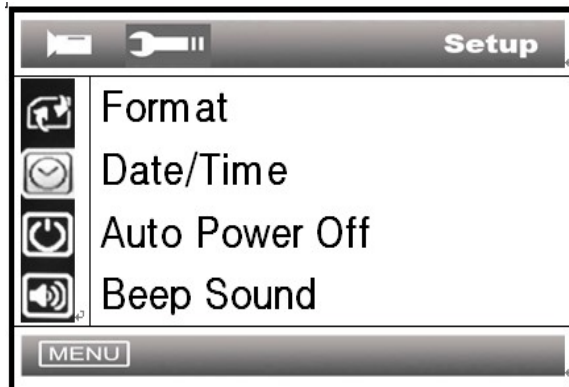 Setup
Format
Date/Time
Auto Power Off
Beep Sound
MENU